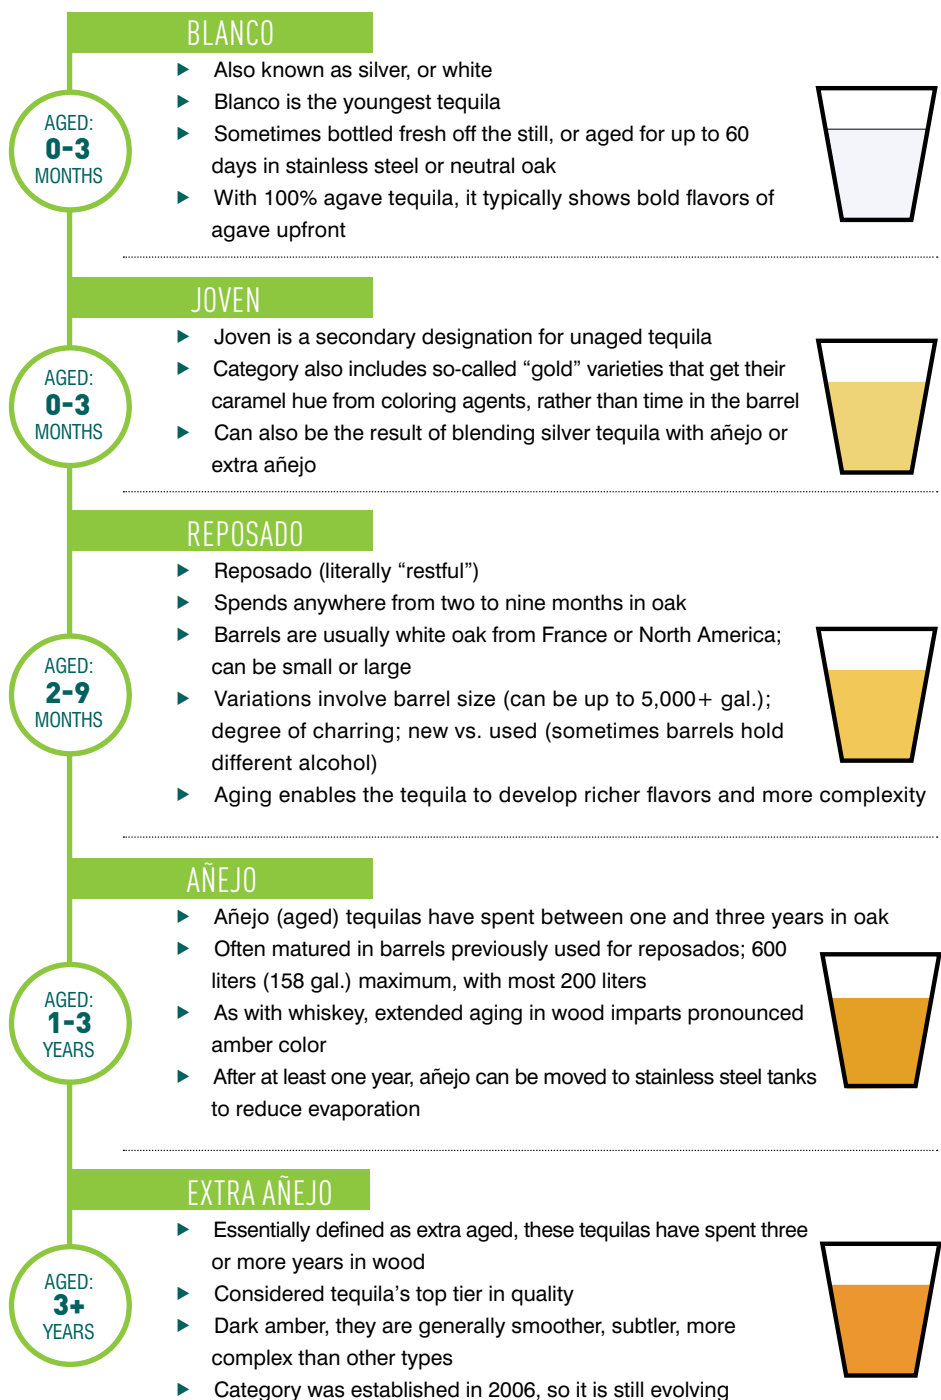 BLANCO
AGED:
0-3
MONTHS
▶ Also known as silver, or white
▶ Blanco is the youngest tequila
▶ Sometimes bottled fresh off the still, or aged for up to 60
days in stainless steel or neutral oak
▶ With 100% agave tequila, it typically shows bold flavors of
agave upfront
JOVEN
AGED:
0-3
MONTHS
▶ Joven is a secondary designation for unaged tequila
▶ Category also includes so-called “gold” varieties that get their
caramel hue from coloring agents, rather than time in the barrel
▶ Can also be the result of blending silver tequila with añejo or
extra añejo
REPOSADO
AGED:
2-9
MONTHS
▶ Reposado (literally “restful”)
▶ Spends anywhere from two to nine months in oak
▶ Barrels are usually white oak from France or North America;
can be small or large
▶ Variations involve barrel size (can be up to 5,000+ gal.);
degree of charring; new vs. used (sometimes barrels hold
different alcohol)
▶ Aging enables the tequila to develop richer flavors and more complexity
AÑEJO
AGED:
1-3
YEARS
▶ Añejo (aged) tequilas have spent between one and three years in oak
▶ Often matured in barrels previously used for reposados; 600
liters (158 gal.) maximum, with most 200 liters
▶ As with whiskey, extended aging in wood imparts pronounced
amber color
▶ After at least one year, añejo can be moved to stainless steel tanks
to reduce evaporation
EXTRA AÑEJO
AGED:
3+
YEARS
▶ Essentially defined as extra aged, these tequilas have spent three
or more years in wood
▶ Considered tequila’s top tier in quality
▶ Dark amber, they are generally smoother, subtler, more
complex than other types
▶ Category was established in 2006, so it is still evolving